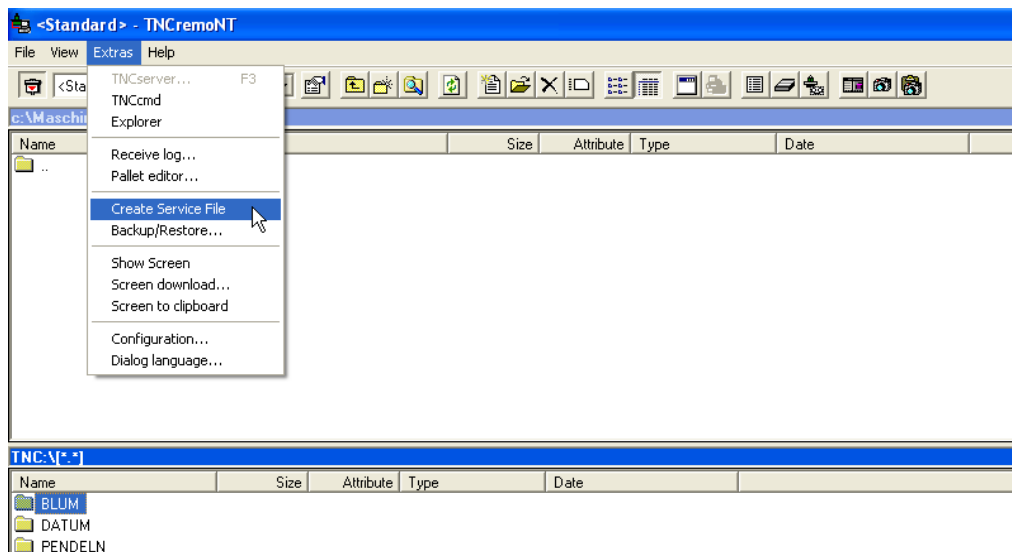 <Standard> - TNCremoNT
File View Extras Help
<Sta
TNCserver... F3
TNCcmd
Explorer
Receive log...
Pallet editor...
Create Service File
Backup/Restore...
Show Screen
Screen download...
Screen to clipboard
Configuration...
Dialog language...
c:\Maschi
Name Size Attribute Type Date
..
TNC:\[*.*]
Name Size Attribute Type Date
BLUM
DATUM
PENDELN